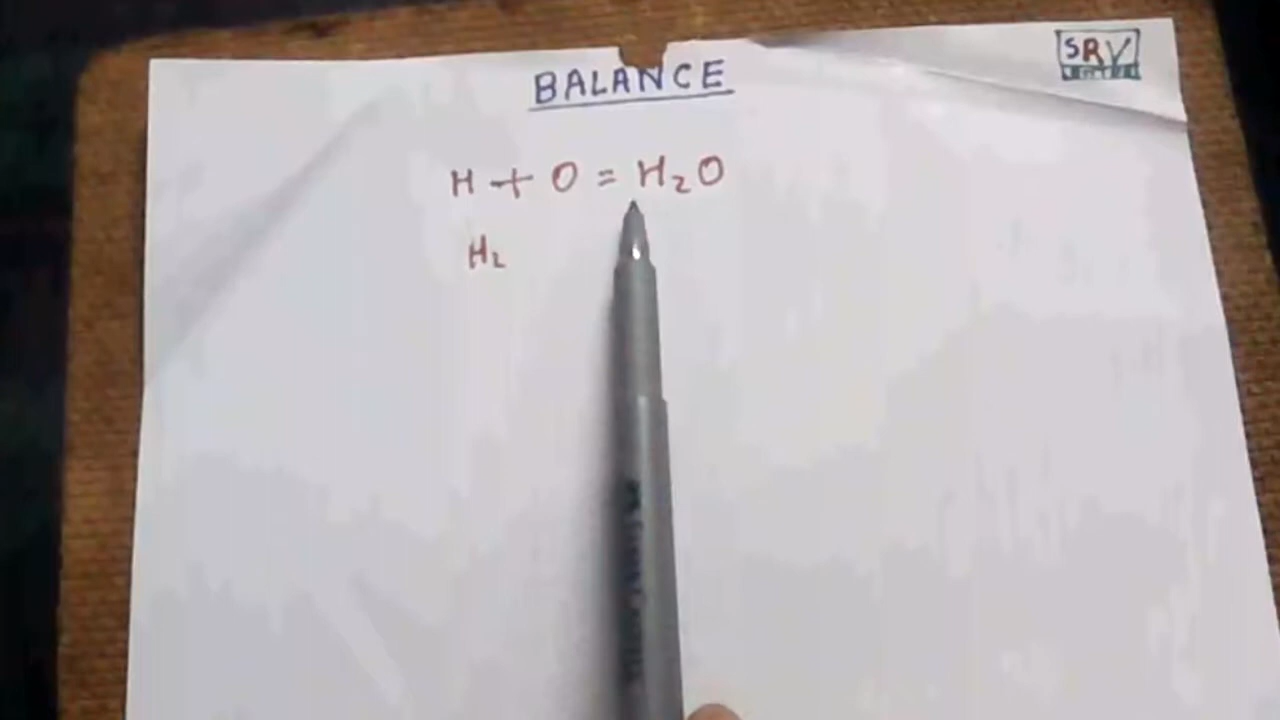 BALANCE
SRV
H + O = H₂O
H₂